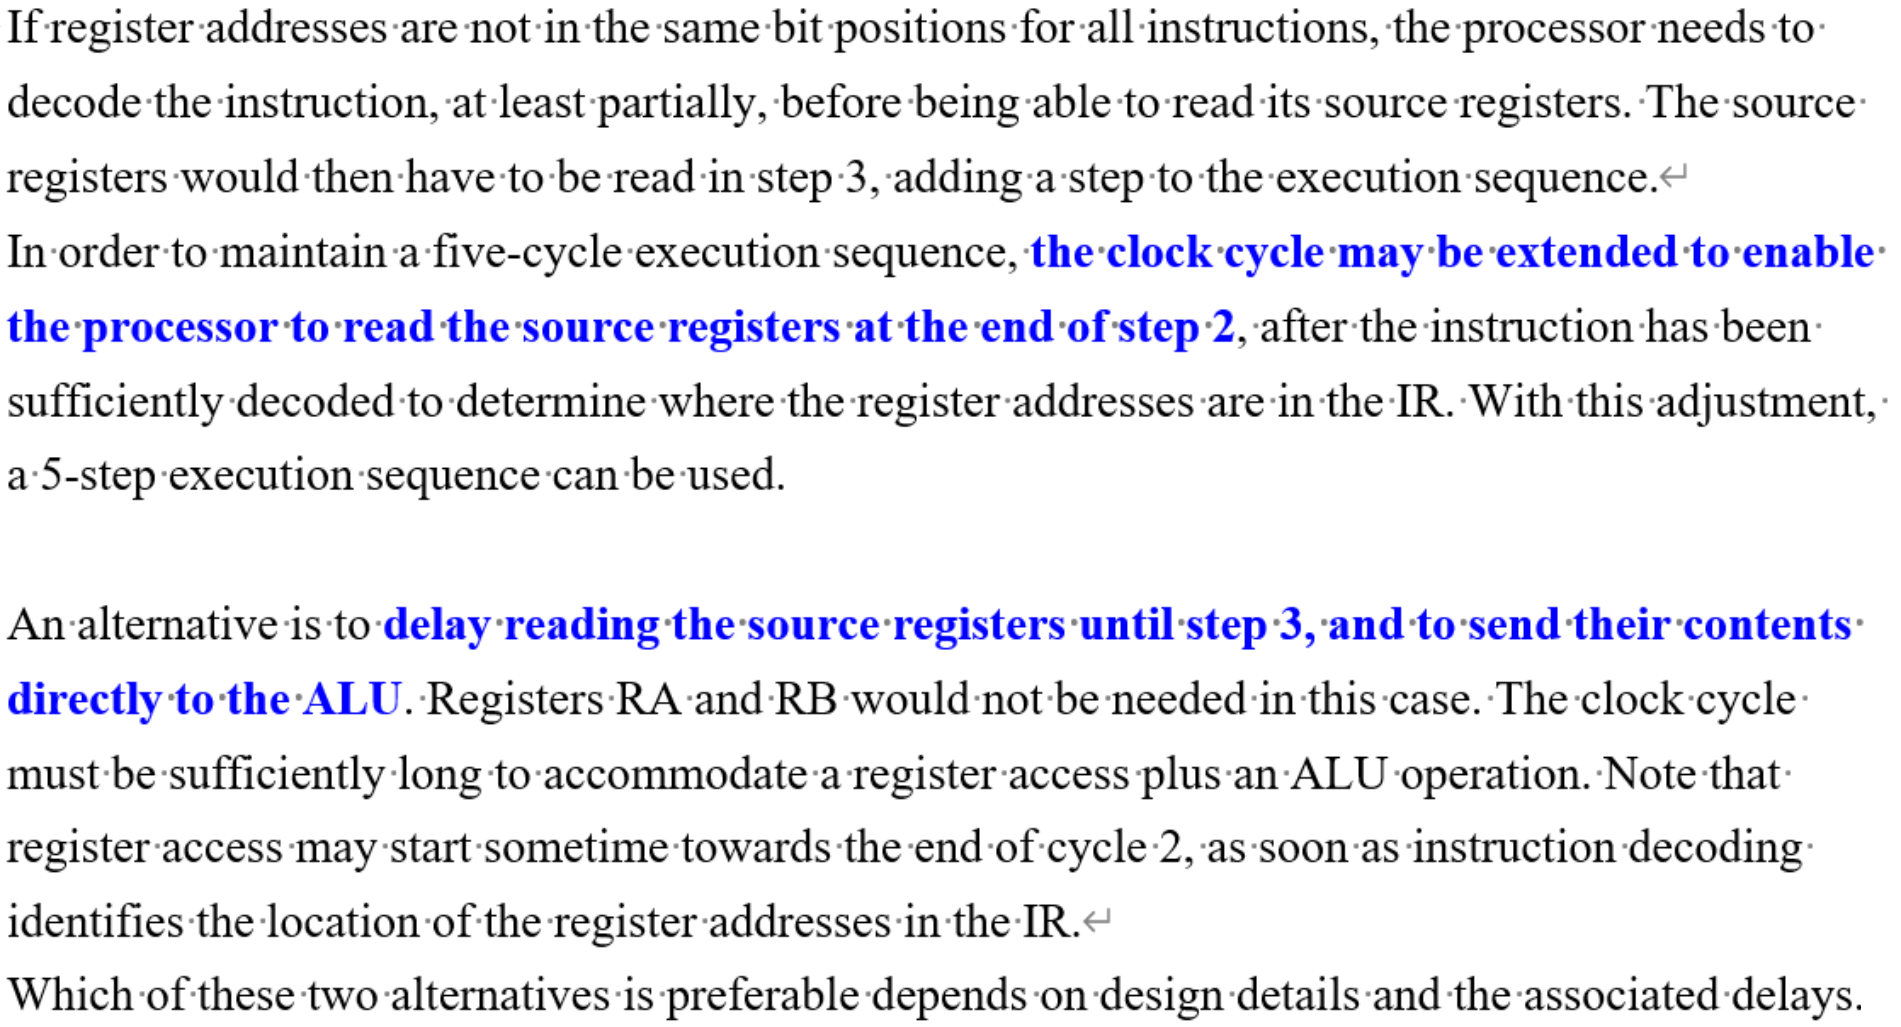 If register addresses are not in the same bit positions for all instructions, the processor needs to
decode the instruction, at least partially, before being able to read its source registers. The source
registers would then have to be read in step 3, adding a step to the execution sequence.
In order to maintain a five-cycle execution sequence, the clock cycle may be extended to enable
the processor to read the source registers at the end of step 2, after the instruction has been
sufficiently decoded to determine where the register addresses are in the IR. With this adjustment,
a 5-step execution sequence can be used.
An alternative is to delay reading the source registers until step 3, and to send their contents
directly to the ALU. Registers RA and RB would not be needed in this case. The clock cycle
must be sufficiently long to accommodate a register access plus an ALU operation. Note that
register access may start sometime towards the end of cycle 2, as soon as instruction decoding
identifies the location of the register addresses in the IR.
Which of these two alternatives is preferable depends on design details and the associated delays.